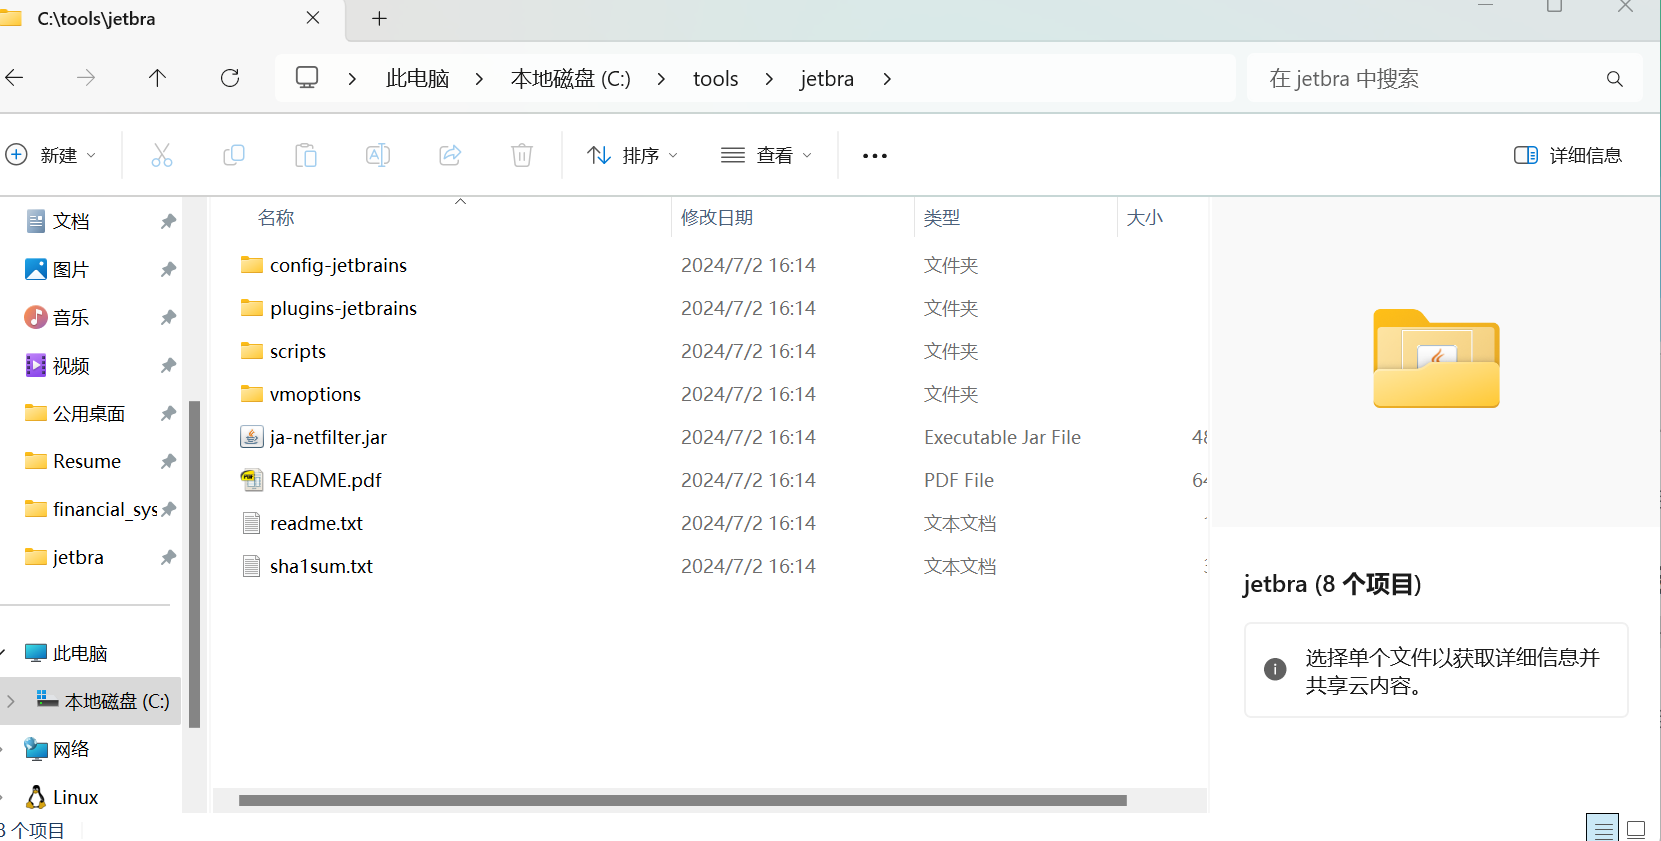 C:\tools\jetbra
此电脑 本地磁盘 (C:) tools jetbra 在 jetbra 中搜索
新建 排序 查看 详细信息
文档
图片
音乐
视频
公用桌面
Resume
financial_sys
jetbra
此电脑
本地磁盘 (C:)
网络
Linux
名称 修改日期 类型 大小
config-jetbrains 2024/7/2 16:14 文件夹
plugins-jetbrains 2024/7/2 16:14 文件夹
scripts 2024/7/2 16:14 文件夹
vmoptions 2024/7/2 16:14 文件夹
ja-netfilter.jar 2024/7/2 16:14 Executable Jar File
README.pdf 2024/7/2 16:14 PDF File
readme.txt 2024/7/2 16:14 文本文档
sha1sum.txt 2024/7/2 16:14 文本文档
jetbra (8 个项目)
选择单个文件以获取详细信息并
共享云内容。
8 个项目